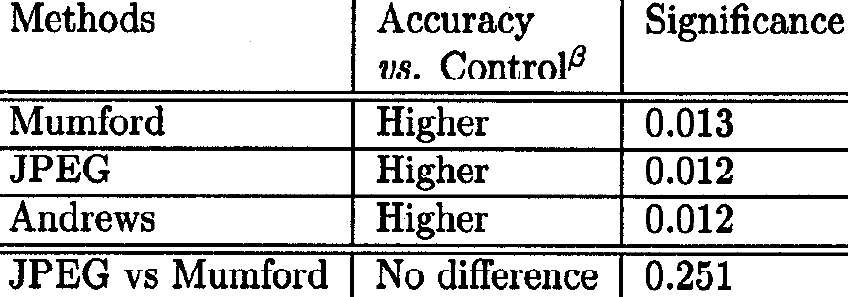 Methods Accuracy Significance
vs. Control^β
Mumford Higher 0.013
JPEG Higher 0.012
Andrews Higher 0.012
JPEG vs Mumford No difference 0.251